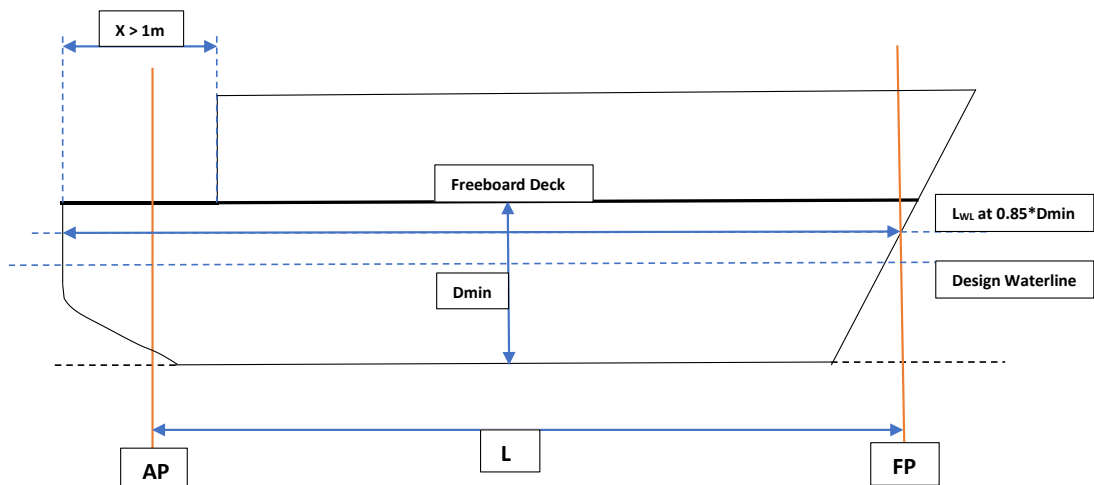 X > 1m
Freeboard Deck
LWL at 0.85*Dmin
Design Waterline
Dmin
L
AP
FP